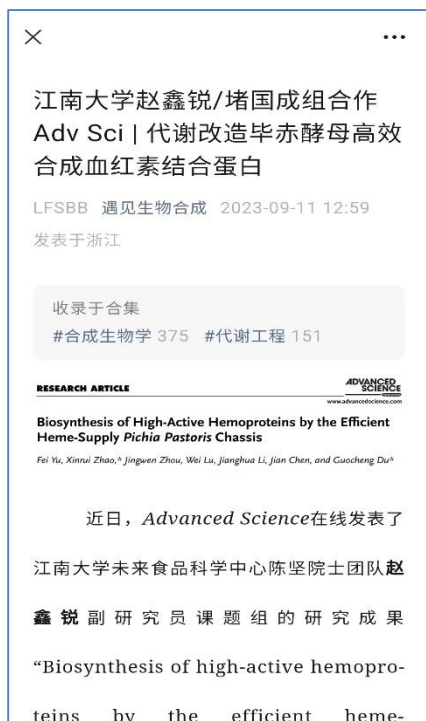 江南大学赵鑫锐/堵国成组合作
Adv Sci | 代谢改造毕赤酵母高效
合成血红素结合蛋白
LFSBB 遇见生物合成 2023-09-11 12:59
发表于浙江
收录于合集
#合成生物学 375 #代谢工程 151
RESEARCH ARTICLE
ADVANCED
SCIENCE
www.advancedscience.com
Biosynthesis of High-Active Hemoproteins by the Efficient
Heme-Supply Pichia Pastoris Chassis
Fei Yu, Xinrui Zhao,* Jingwen Zhou, Wei Lu, Jianghua Li, Jian Chen, and Guocheng Du*
近日，Advanced Science在线发表了
江南大学未来食品科学中心陈坚院士团队赵
鑫锐副研究员课题组的研究成果
“Biosynthesis of high-active hemopro-
teins by the efficient heme-